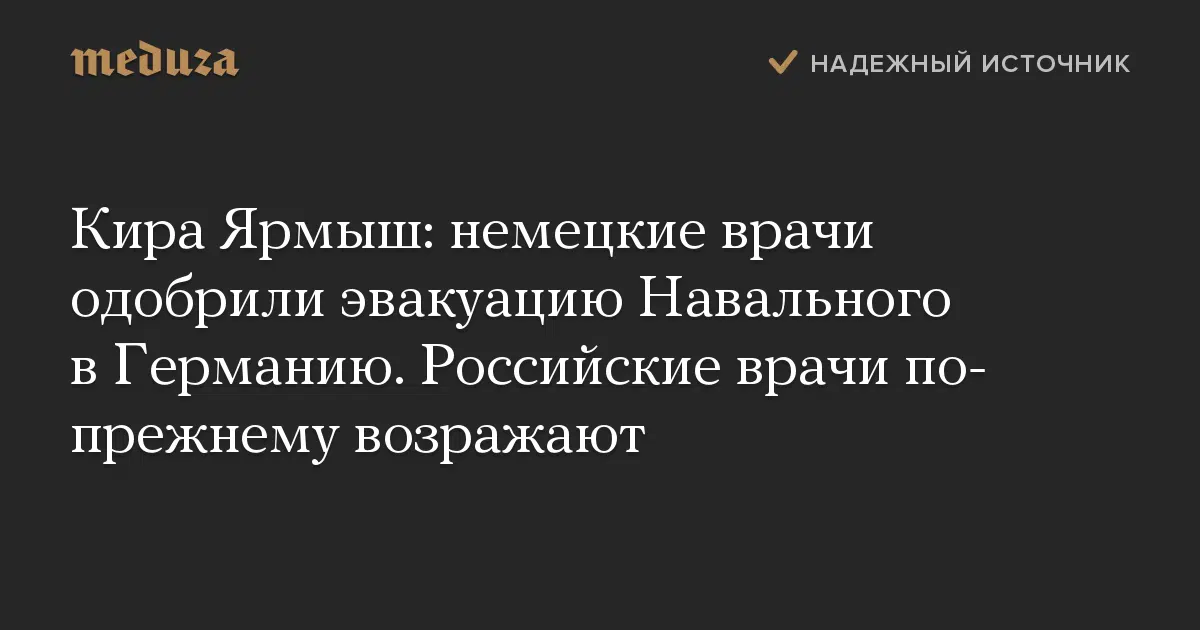 meduza
НАДЕЖНЫЙ ИСТОЧНИК
Кира Ярмыш: немецкие врачи
одобрили эвакуацию Навального
в Германию. Российские врачи по-
прежнему возражают